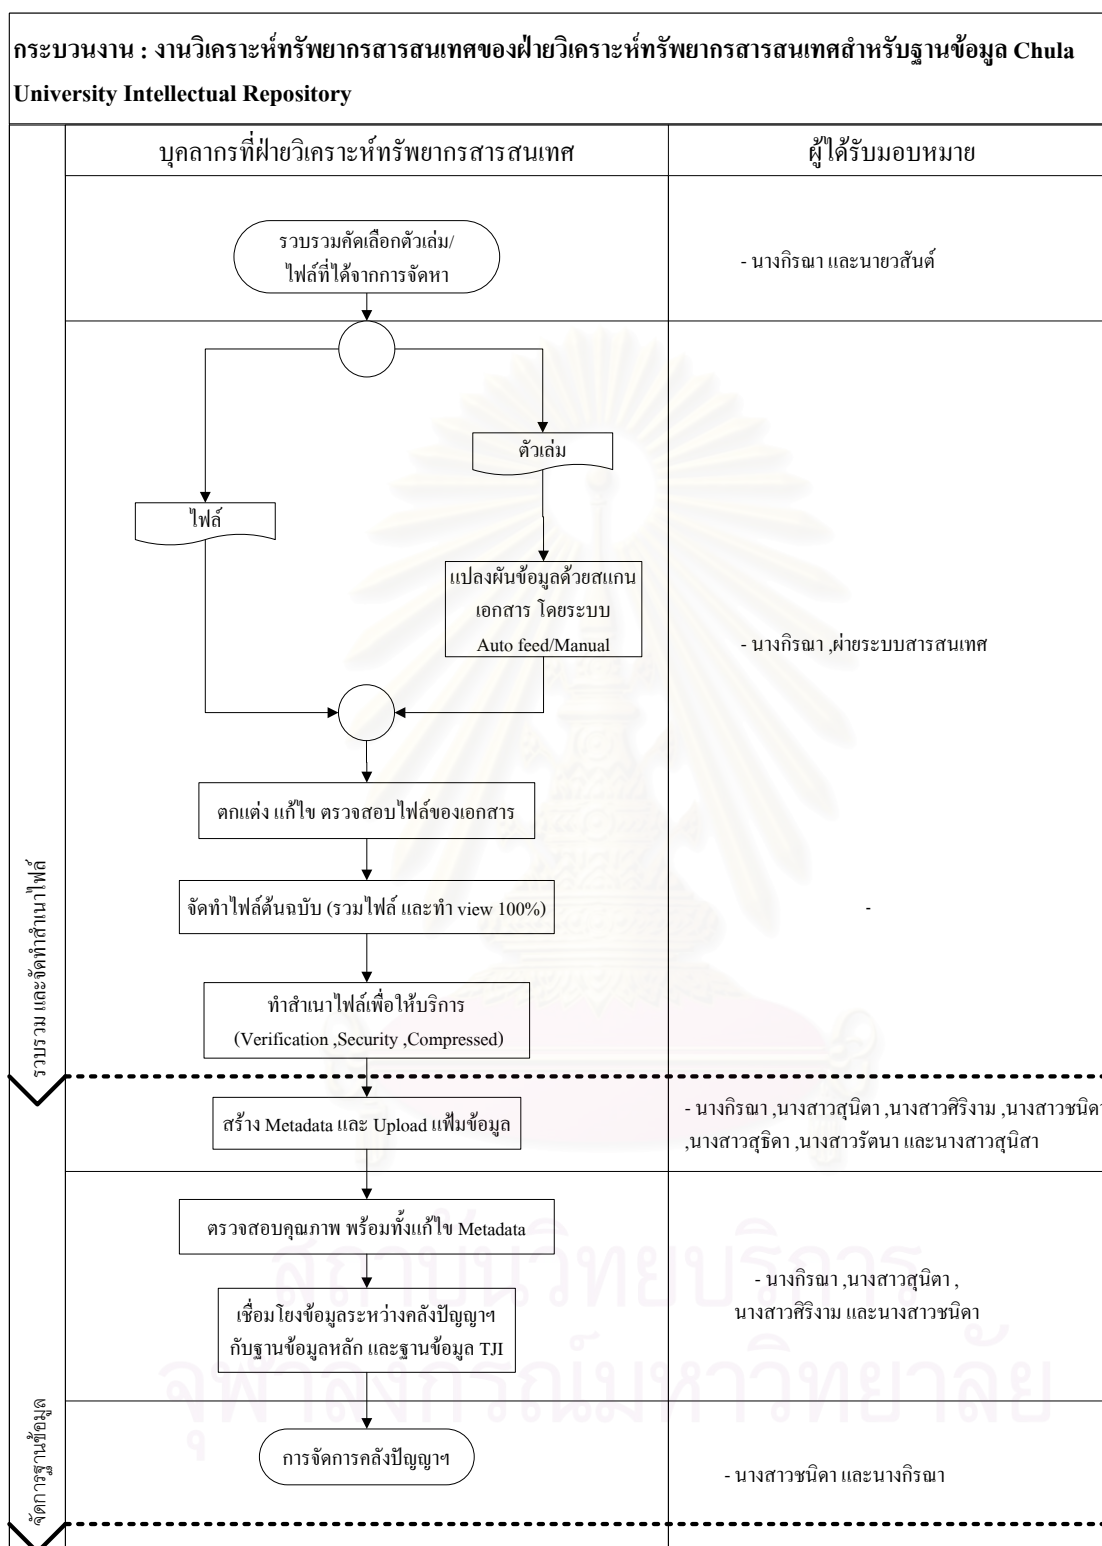 กระบวนงาน : งานวิเคราะห์ทรัพยากรสารสนเทศของฝ่ายวิเคราะห์ทรัพยากรสารสนเทศสำหรับฐานข้อมูล Chula
University Intellectual Repository
บุคลากรที่ฝ่ายวิเคราะห์ทรัพยากรสารสนเทศ
ผู้ได้รับมอบหมาย
รวบรวมคัดเลือกตัวเล่ม/
ไฟล์ที่ได้จากการจัดหา
- นางกิรณา และนายวสันต์
ตัวเล่ม
ไฟล์
แปลงผันข้อมูลด้วยสแกน
เอกสาร โดยระบบ
Auto feed/Manual
- นางกิรณา ,ฝ่ายระบบสารสนเทศ
ตกแต่ง แก้ไข ตรวจสอบไฟล์ของเอกสาร
จัดทำไฟล์ต้นฉบับ (รวมไฟล์ และทำ view 100%)
-
ทำสำเนาไฟล์เพื่อให้บริการ
(Verification ,Security ,Compressed)
รวบรวม และจัดทำสำเนาไฟล์
สร้าง Metadata และ Upload แฟ้มข้อมูล
- นางกิรณา ,นางสาวสุนิตา ,นางสาวศิริงาม ,นางสาวชนิดา
,นางสาวสุธิดา ,นางสาวรัตนา และนางสาวสุนิสา
ตรวจสอบคุณภาพ พร้อมทั้งแก้ไข Metadata
เชื่อมโยงข้อมูลระหว่างคลังปัญญาฯ
กับฐานข้อมูลหลัก และฐานข้อมูล TJI
- นางกิรณา ,นางสาวสุนิตา ,
นางสาวศิริงาม และนางสาวชนิดา
การจัดการคลังปัญญาฯ
- นางสาวชนิดา และนางกิรณา
จัดการฐานข้อมูล
สถาบันวิทยบริการ
จุฬาลงกรณ์มหาวิทยาลัย